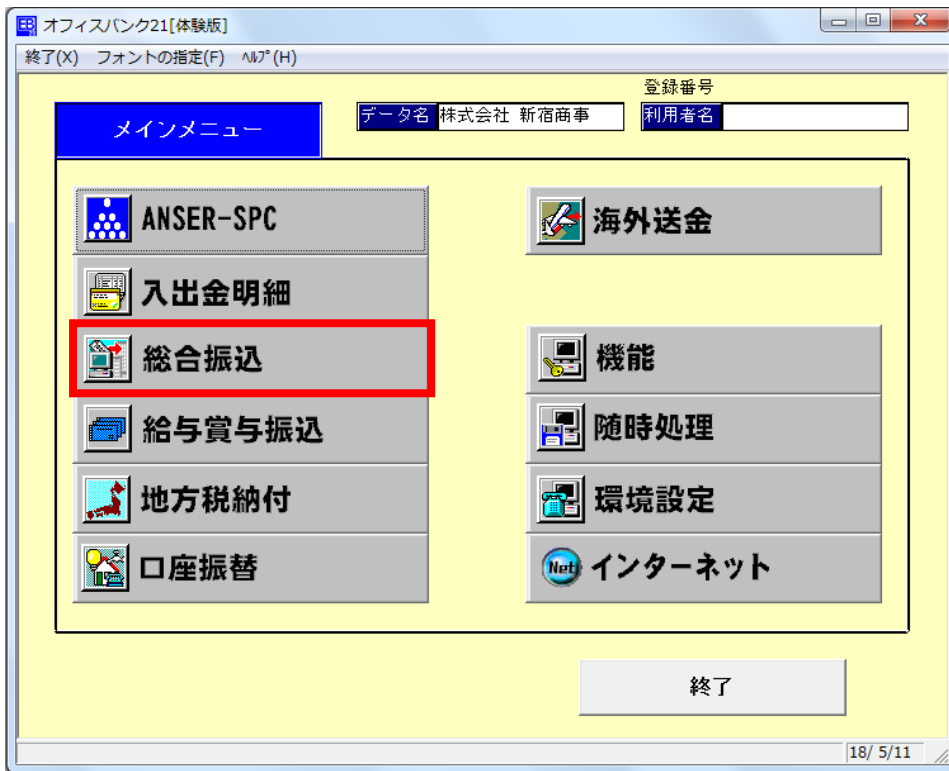 EB オフィスバンク21[体験版]
終了(X) フォントの指定(F) ﾍﾙﾌﾟ(H)
登録番号
メインメニュー
データ名 株式会社 新宿商事 利用者名
ANSER-SPC
海外送金
入出金明細
総合振込
機能
給与賞与振込
随時処理
地方税納付
環境設定
口座振替
Net インターネット
終了
18/ 5/11